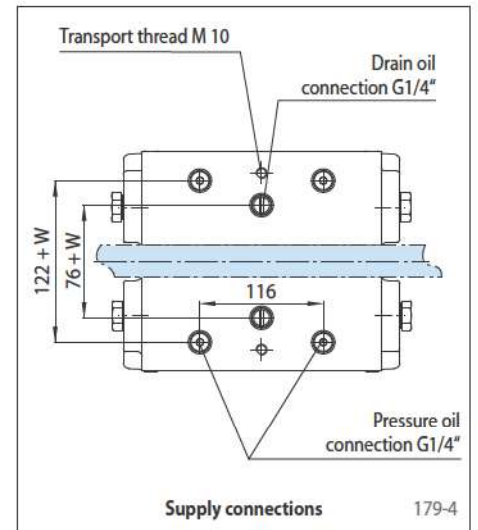 Transport thread M 10
Drain oil
connection G1/4“
122 + W
76 + W
116
Pressure oil
connection G1/4“
Supply connections
179-4